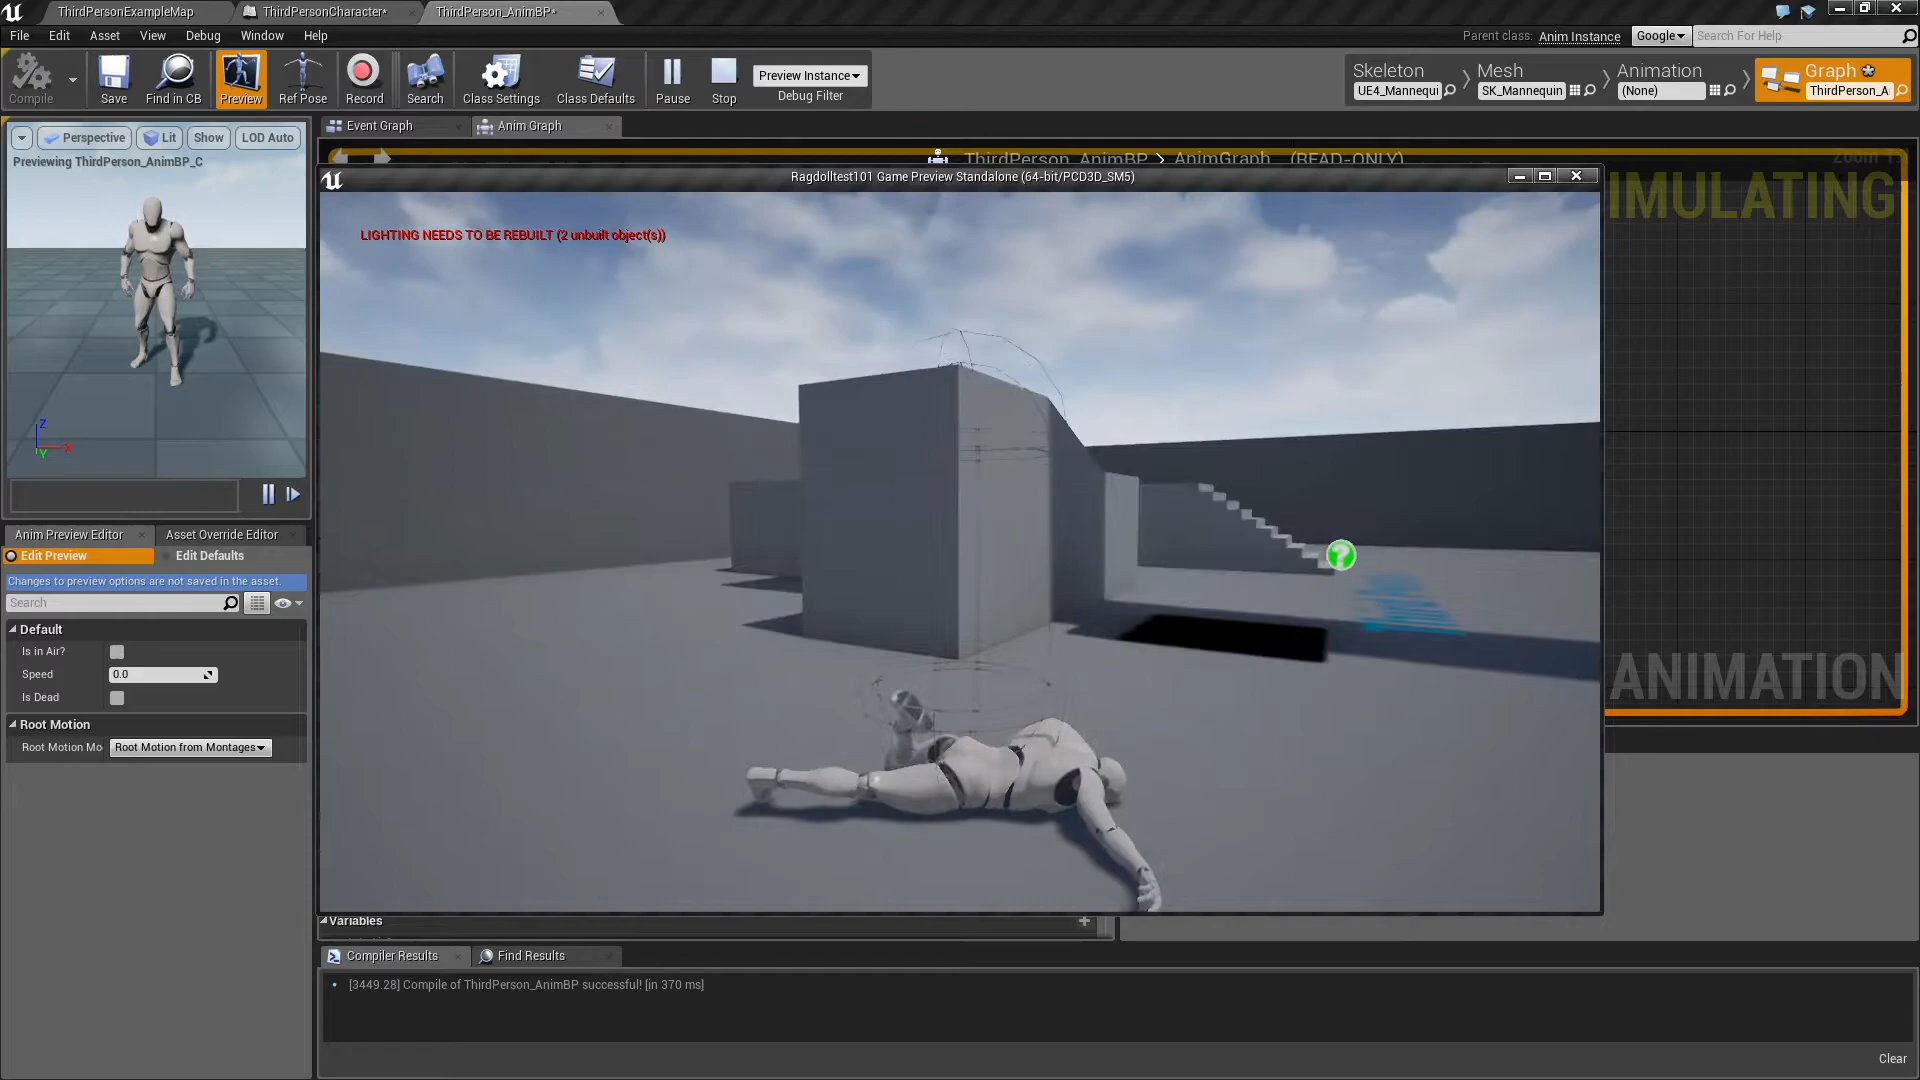 ThirdPersonExampleMap
ThirdPersonCharacter*
ThirdPerson_AnimBP*
File Edit Asset View Debug Window Help
Parent class: Anim Instance Google Search For Help
Compile Save Find in CB Preview Ref Pose Record Search Class Settings Class Defaults Pause Stop
Preview Instance
Debug Filter
Skeleton Mesh Animation Graph
UE4_Mannequi SK_Mannequin (None) ThirdPerson_A
Perspective Lit Show LOD Auto
Previewing ThirdPerson_AnimBP_C
Z
X
Y
Event Graph Anim Graph
ThirdPerson_AnimBP > AnimGraph (READ-ONLY)
Zoom
IMULATING
Ragdolltest101 Game Preview Standalone (64-bit/PCD3D_SM5)
LIGHTING NEEDS TO BE REBUILT (2 unbuilt object(s))
?
ANIMATION
Anim Preview Editor Asset Override Editor
Edit Preview Edit Defaults
Changes to preview options are not saved in the asset.
Search
Default
Is in Air?
Speed 0.0
Is Dead
Root Motion
Root Motion Mo Root Motion from Montages
Variables
Compiler Results Find Results
[3449.28] Compile of ThirdPerson_AnimBP successful! [in 370 ms]
Clear